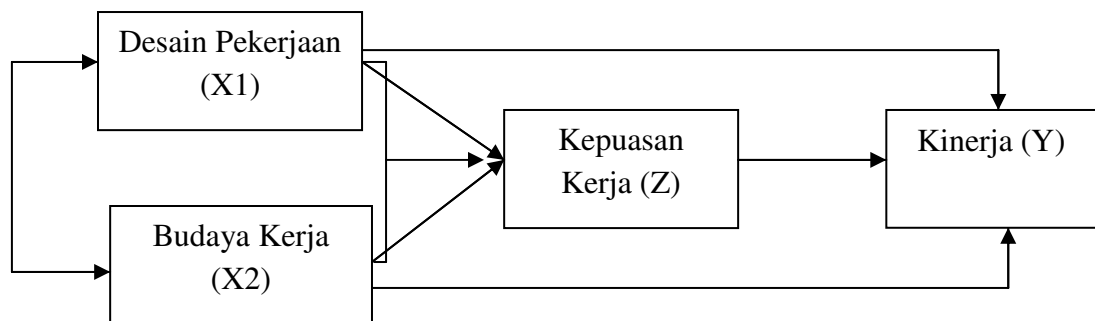 Desain Pekerjaan
(X1)
Kepuasan
Kerja (Z)
Kinerja (Y)
Budaya Kerja
(X2)